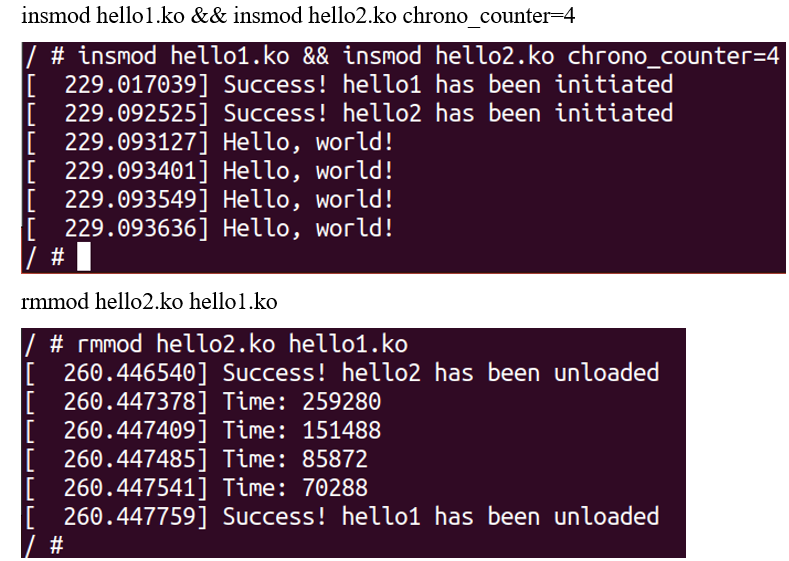 insmod hello1.ko && insmod hello2.ko chrono_counter=4
/ # insmod hello1.ko && insmod hello2.ko chrono_counter=4
[  229.017039] Success! hello1 has been initiated
[  229.092525] Success! hello2 has been initiated
[  229.093127] Hello, world!
[  229.093401] Hello, world!
[  229.093549] Hello, world!
[  229.093636] Hello, world!
/ #
rmmod hello2.ko hello1.ko
/ # rmmod hello2.ko hello1.ko
[  260.446540] Success! hello2 has been unloaded
[  260.447378] Time: 259280
[  260.447409] Time: 151488
[  260.447485] Time: 85872
[  260.447541] Time: 70288
[  260.447759] Success! hello1 has been unloaded
/ #